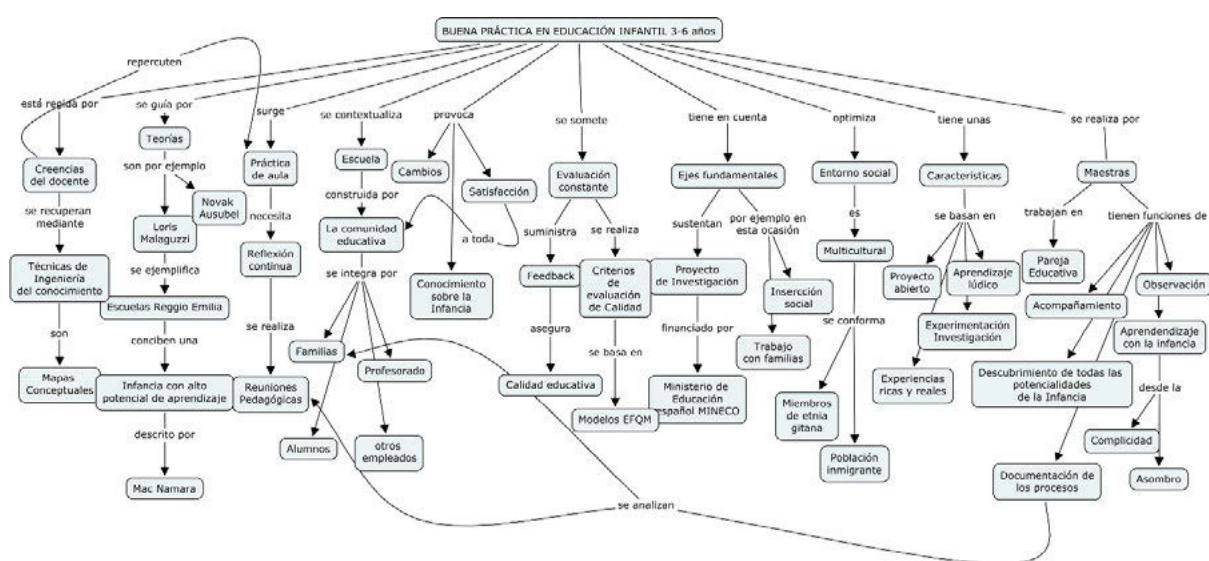 BUENA PRÁCTICA EN EDUCACIÓN INFANTIL 3-6 años
repercuten
está regida por
se guía por
surge
se contextualiza
provoca
se somete
tiene en cuenta
optimiza
tiene unas
se realiza por
Creencias
del docente
Teorías
Práctica
de aula
Escuela
Cambios
Satisfacción
Evaluación
constante
Ejes fundamentales
Entorno social
Características
Maestras
son por ejemplo
Novak
Ausubel
Loris
Malaguzzi
se recuperan
mediante
necesita
construida por
a toda
suministra
se realiza
sustentan
por ejemplo en
esta ocasión
es
se basan en
trabajan en
tienen funciones de
Técnicas de
Ingeniería
del conocimiento
se ejemplifica
Reflexión
continua
La comunidad
educativa
Conocimiento
sobre la
Infancia
Feedback
Criterios
de
evaluación
de Calidad
Proyecto
de Investigación
Insercción
social
Multicultural
Proyecto
abierto
Aprendizaje
lúdico
Pareja
Educativa
Observación
son
Escuelas Reggio Emilia
se realiza
se integra por
asegura
se basa en
financiado por
Trabajo
con familias
se conforma
Experimentación
Investigación
Acompañamiento
Aprendendizaje
con la infancia
Mapas
Conceptuales
conciben una
Infancia con alto
potencial de aprendizaje
Reuniones
Pedagógicas
Familias
Profesorado
Calidad educativa
Modelos EFQM
Ministerio de
Educación
español MINECO
Miembros
de etnia
gitana
Experiencias
ricas y reales
Descubrimiento de todas las
potencialidades
de la Infancia
desde la
descrito por
Mac Namara
Alumnos
otros
empleados
Población
inmigrante
Complicidad
Asombro
Documentación de
los procesos
se analizan